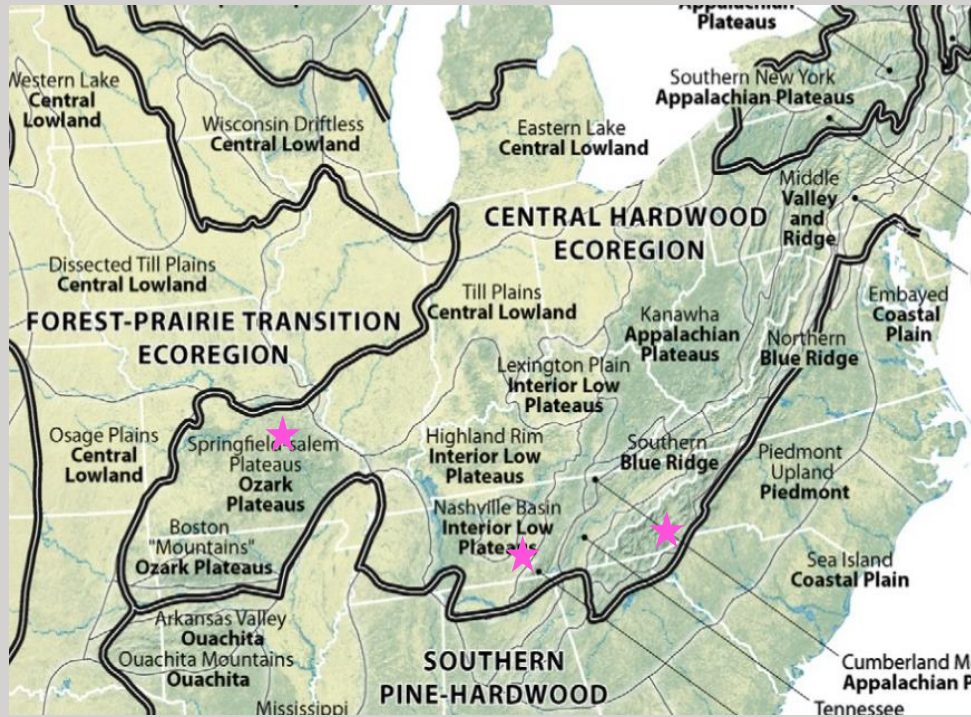 Appalachian
Plateaus
Southern New York
Appalachian Plateaus
Western Lake
Central
Lowland
Wisconsin Driftless
Central Lowland
Eastern Lake
Central Lowland
Middle
Valley
and
Ridge
CENTRAL HARDWOOD
ECOREGION
Dissected Till Plains
Central Lowland
Till Plains
Central Lowland
Embayed
Coastal
Plain
FOREST-PRAIRIE TRANSITION
ECOREGION
Kanawha
Appalachian
Plateaus
Northern
Blue Ridge
Lexington Plain
Interior Low
Plateaus
Osage Plains
Central
Lowland
Springfield-salem
Plateaus
Ozark
Plateaus
Highland Rim
Interior Low
Plateaus
Southern
Blue Ridge
Piedmont
Upland
Piedmont
Nashville Basin
Interior Low
Plateaus
Boston
"Mountains"
Ozark Plateaus
Sea Island
Coastal Plain
Arkansas Valley
Ouachita
Ouachita Mountains
Ouachita
SOUTHERN
PINE-HARDWOOD
Cumberland M
Appalachian P
Mississippi
Tennessee